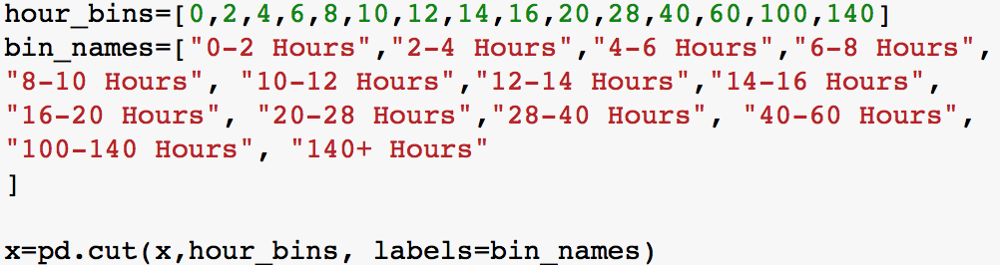 hour_bins=[0,2,4,6,8,10,12,14,16,20,28,40,60,100,140]
bin_names=["0-2 Hours","2-4 Hours","4-6 Hours","6-8 Hours",
"8-10 Hours", "10-12 Hours","12-14 Hours","14-16 Hours",
"16-20 Hours", "20-28 Hours","28-40 Hours", "40-60 Hours",
"100-140 Hours", "140+ Hours"
]
x=pd.cut(x,hour_bins, labels=bin_names)